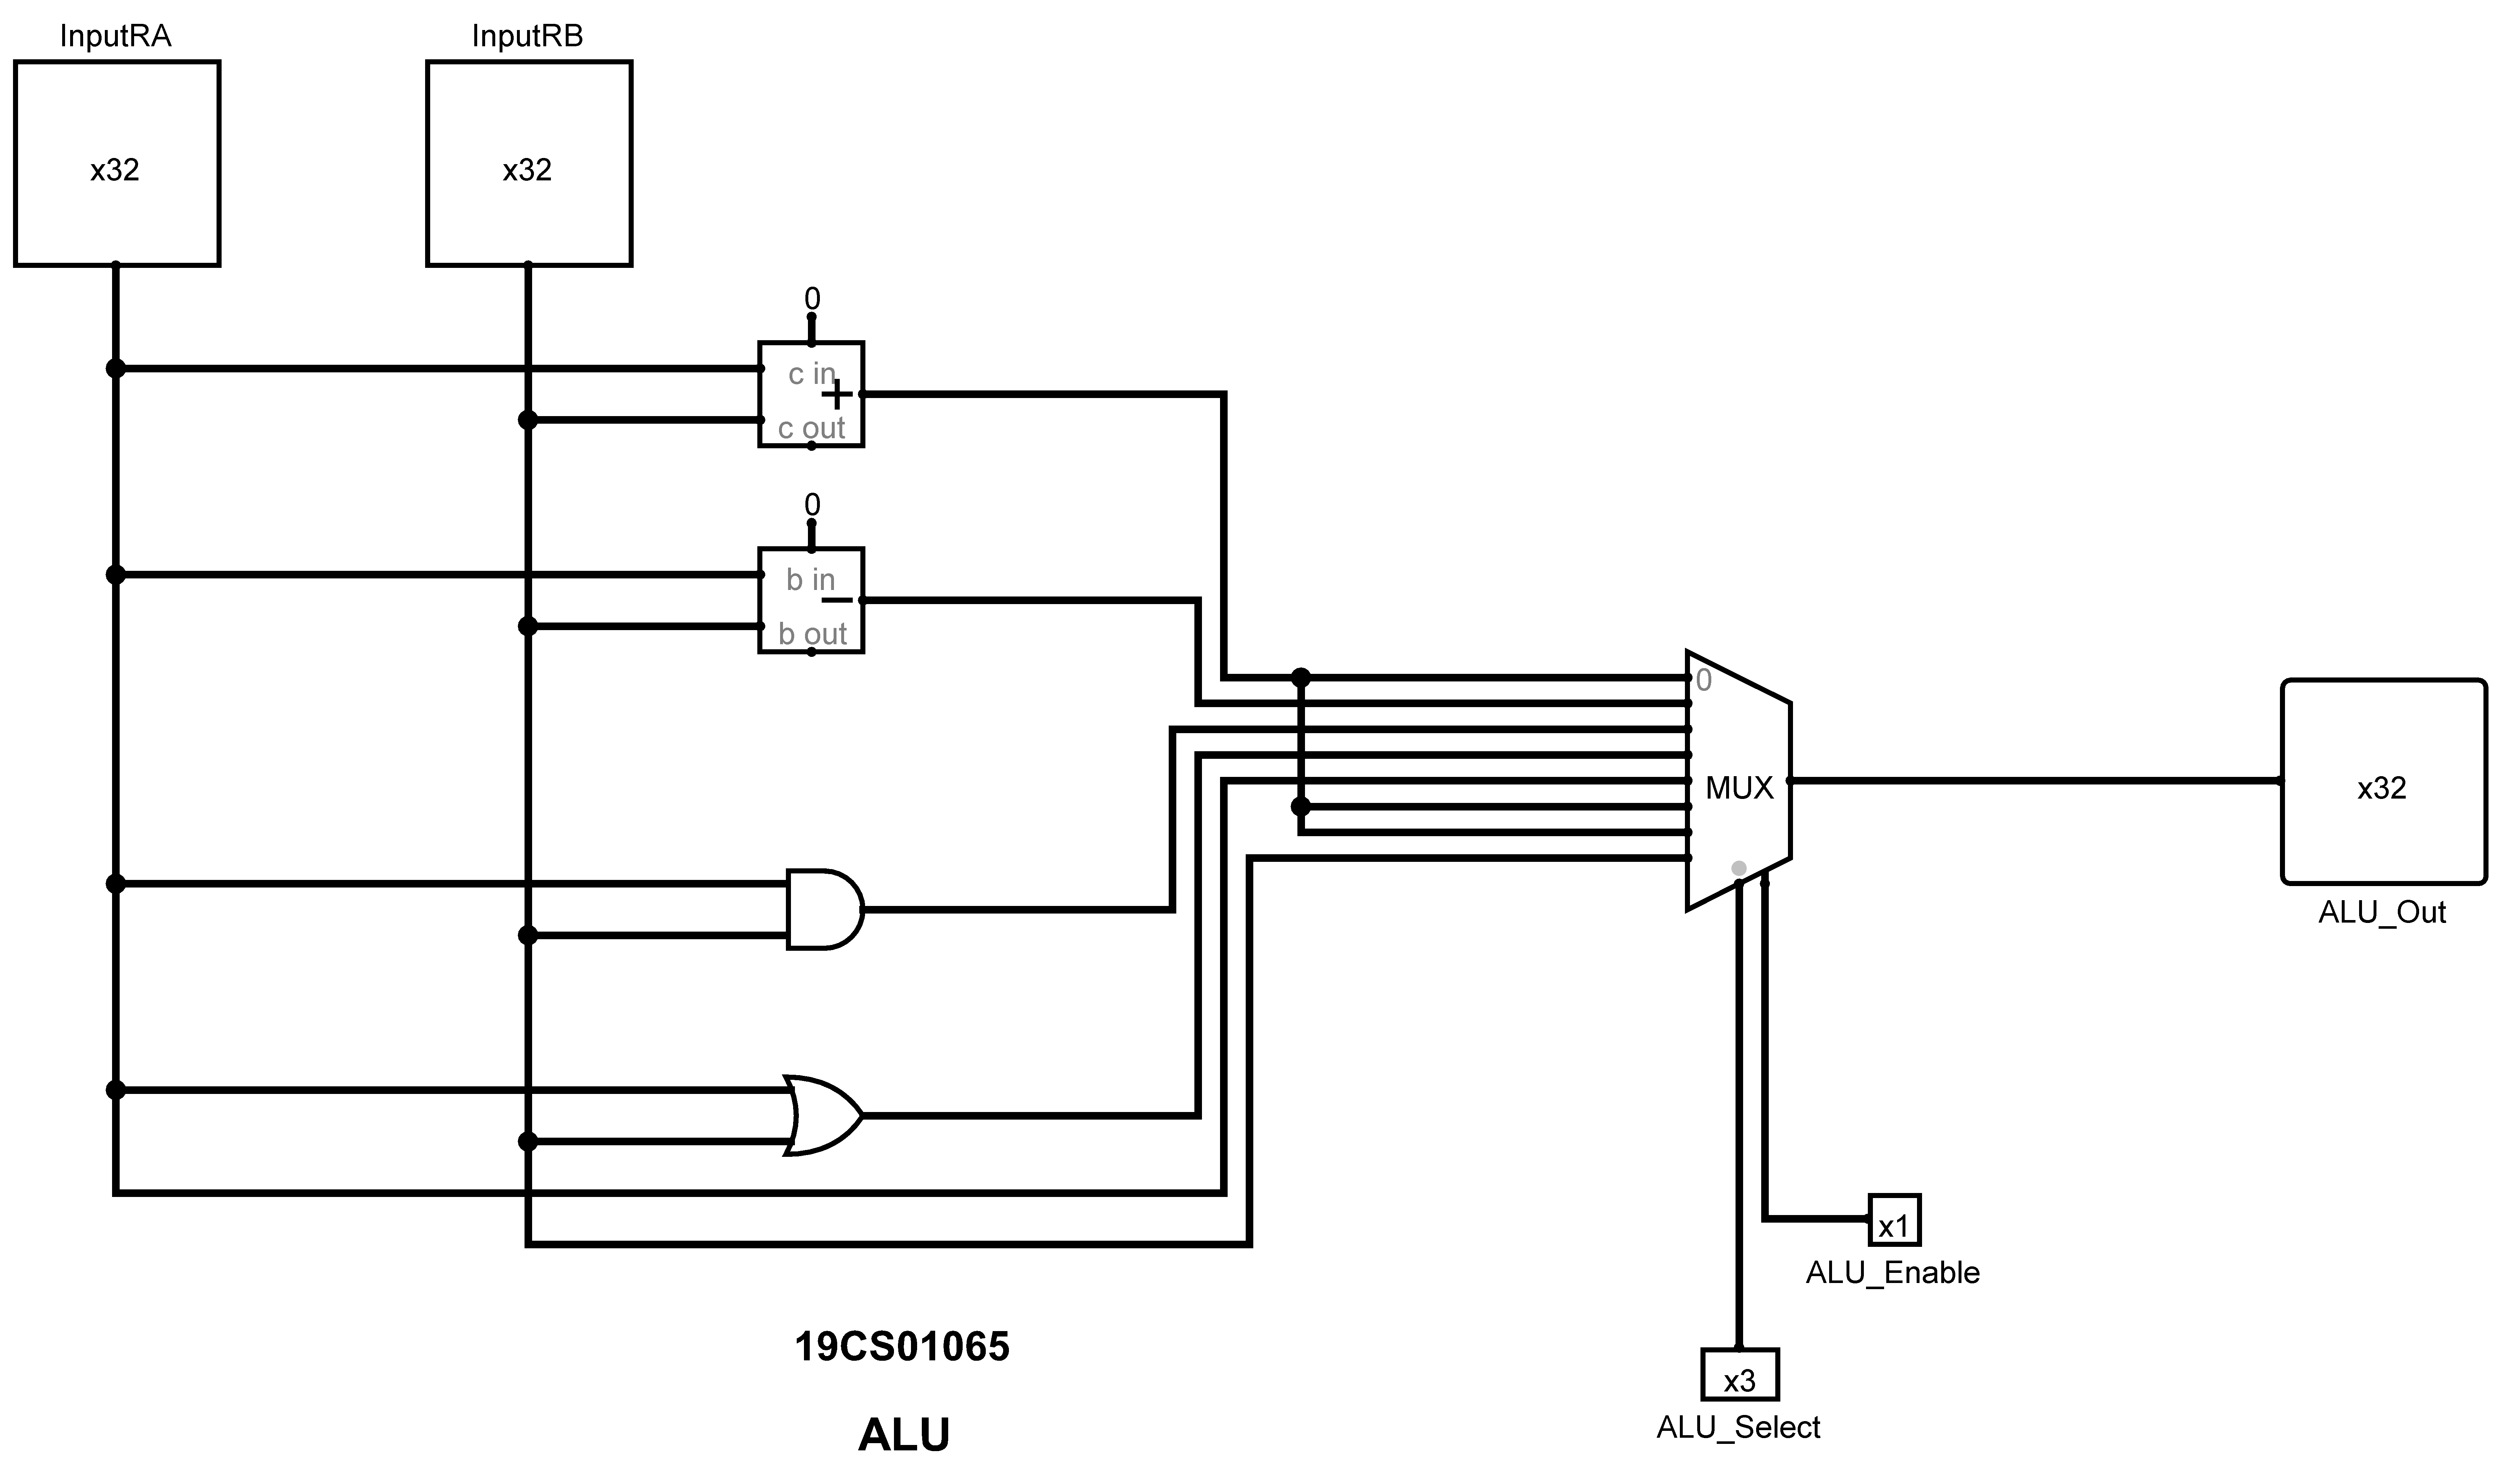 InputRA
InputRB
x32
x32
0
c in
+
c out
0
b in
−
b out
0
MUX
x32
ALU_Out
x1
ALU_Enable
x3
ALU_Select
19CS01065
ALU